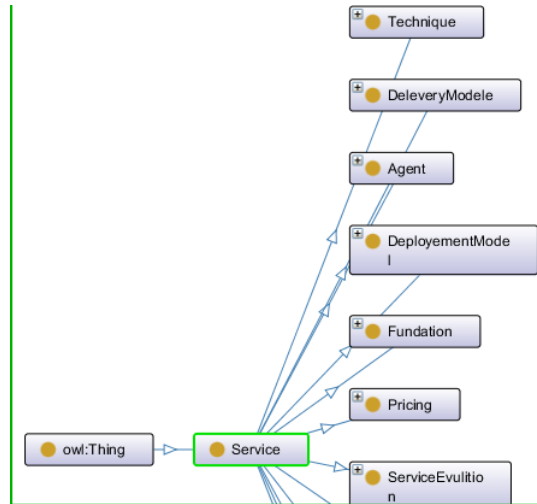 Technique
DeleveryModele
Agent
DeployementMode
l
Fundation
Pricing
owl:Thing
Service
ServiceEvulitio
n